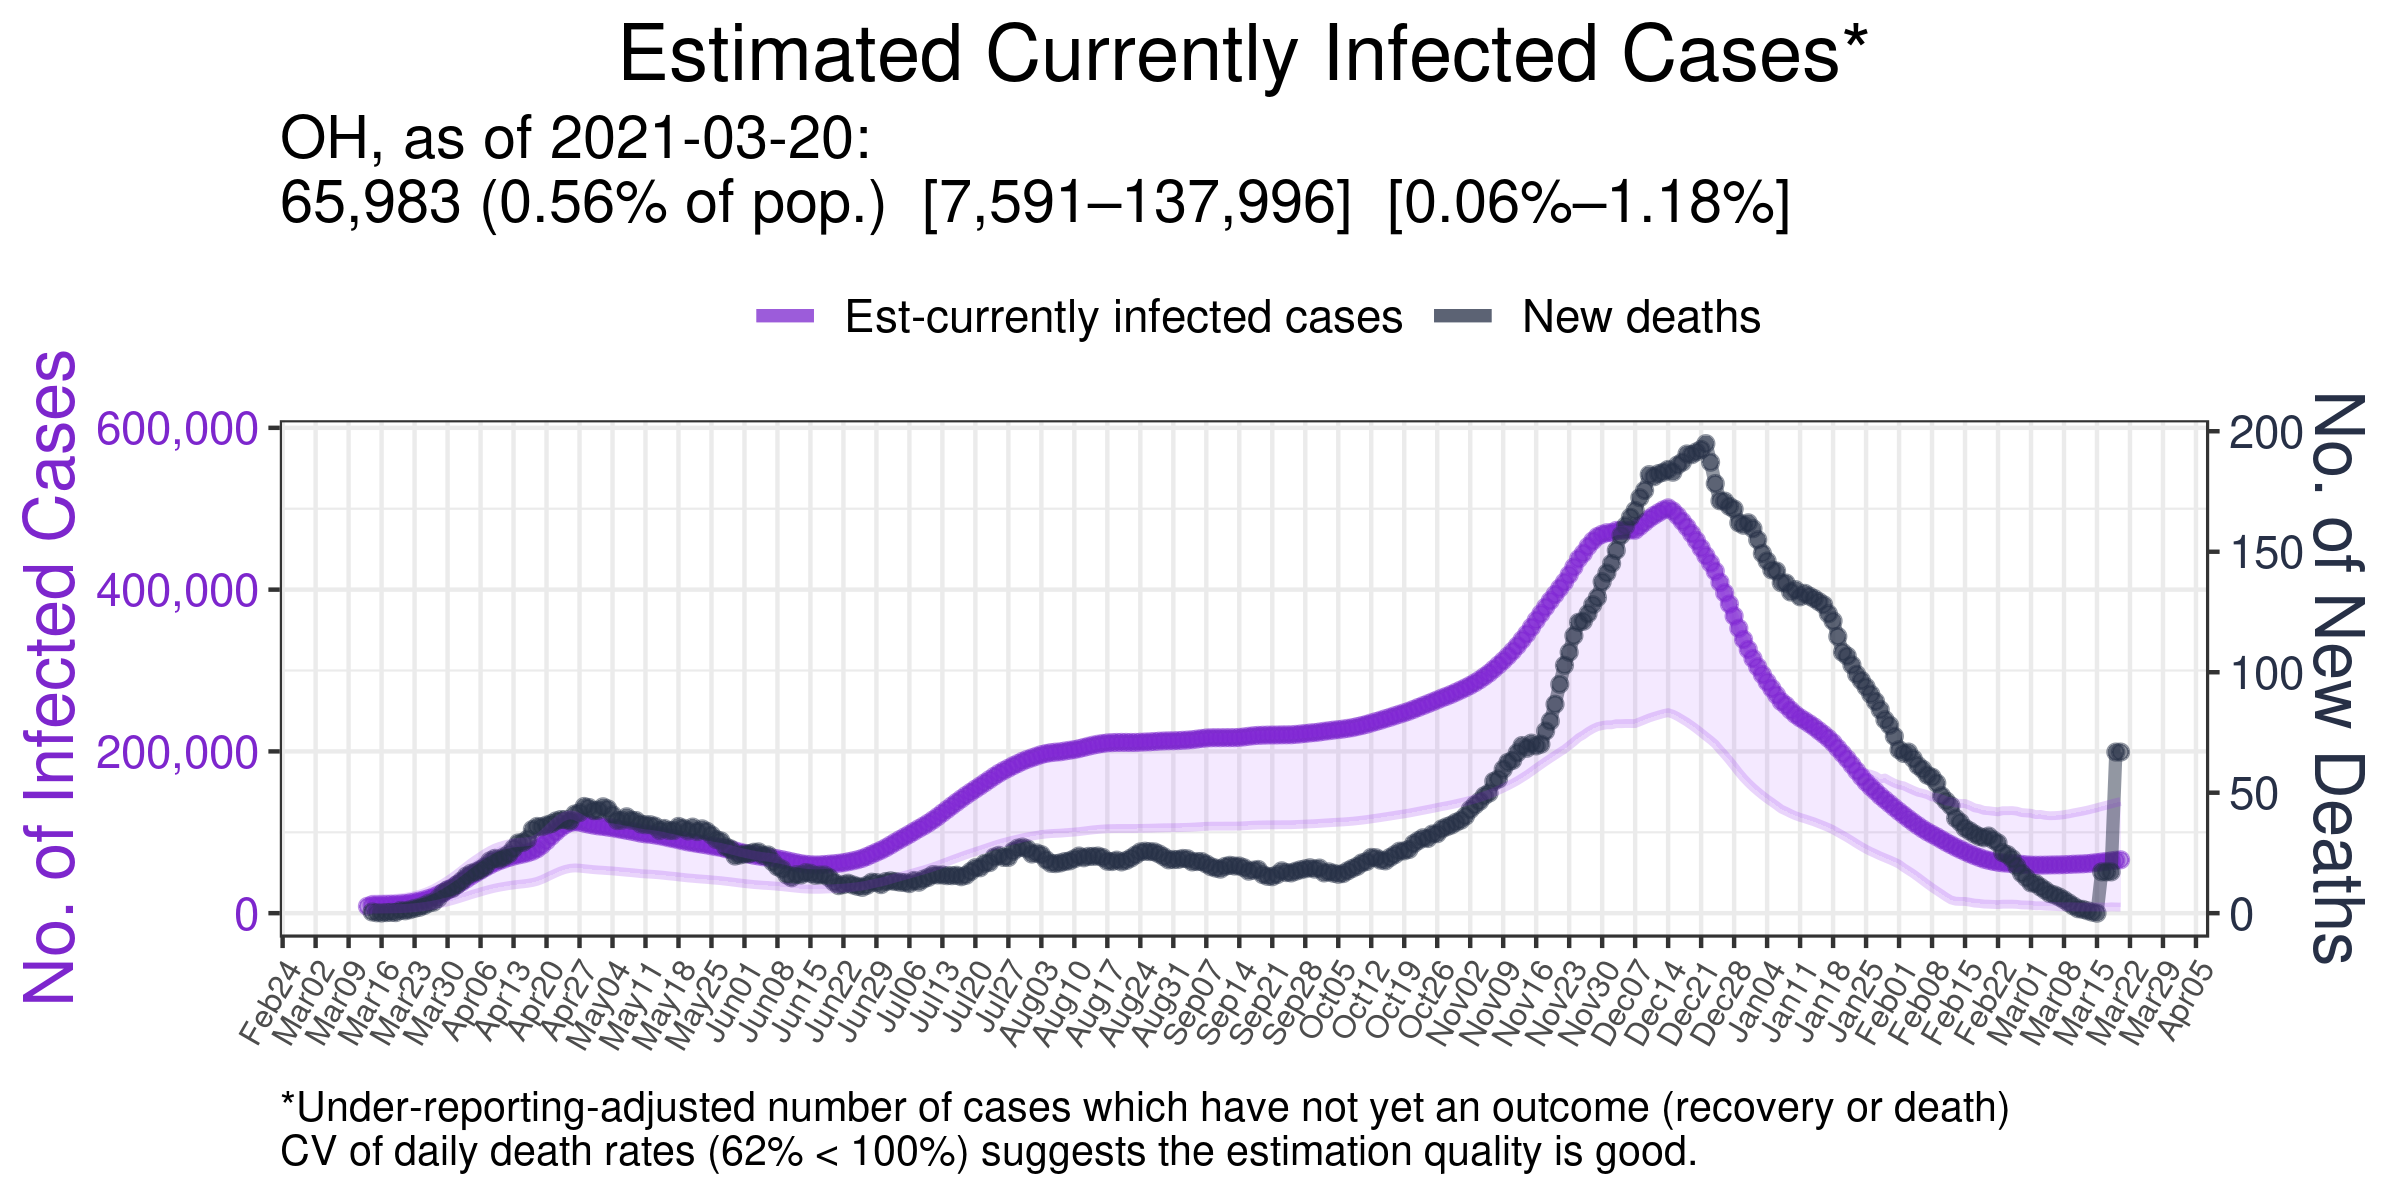 Estimated Currently Infected Cases*
OH, as of 2021-03-20:
65,983 (0.56% of pop.) [7,591–137,996] [0.06%–1.18%]
Est-currently infected cases
New deaths
No. of Infected Cases
600,000
400,000
200,000
0
200
150
100
50
0
No. of New Deaths
Feb24
Mar02
Mar09
Mar16
Mar23
Mar30
Apr06
Apr13
Apr20
Apr27
May04
May11
May18
May25
Jun01
Jun08
Jun15
Jun22
Jun29
Jul06
Jul13
Jul20
Jul27
Aug03
Aug10
Aug17
Aug24
Aug31
Sep07
Sep14
Sep21
Sep28
Oct05
Oct12
Oct19
Oct26
Nov02
Nov09
Nov16
Nov23
Nov30
Dec07
Dec14
Dec21
Dec28
Jan04
Jan11
Jan18
Jan25
Feb01
Feb08
Feb15
Feb22
Mar01
Mar08
Mar15
Mar22
Mar29
Apr05
*Under-reporting-adjusted number of cases which have not yet an outcome (recovery or death)
CV of daily death rates (62% < 100%) suggests the estimation quality is good.